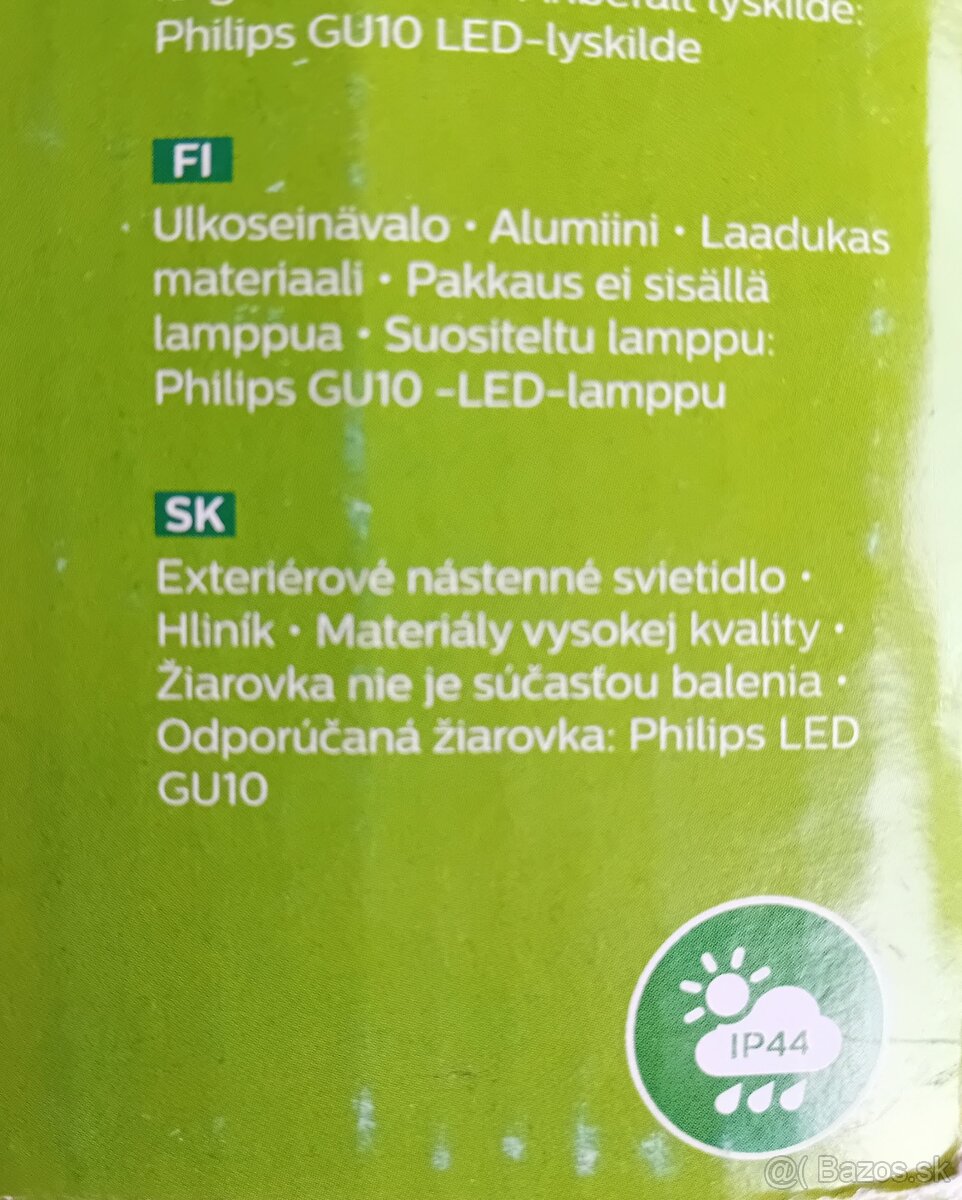 Anbefalt lyskilde:
Philips GU10 LED-lyskilde
FI
Ulkoseinävalo • Alumiini • Laadukas
materiaali • Pakkaus ei sisällä
lamppua • Suositeltu lamppu:
Philips GU10 -LED-lamppu
SK
Exteriérové nástenné svietidlo •
Hliník • Materiály vysokej kvality •
Žiarovka nie je súčasťou balenia •
Odporúčaná žiarovka: Philips LED
GU10
IP44
@( Bazos.sk